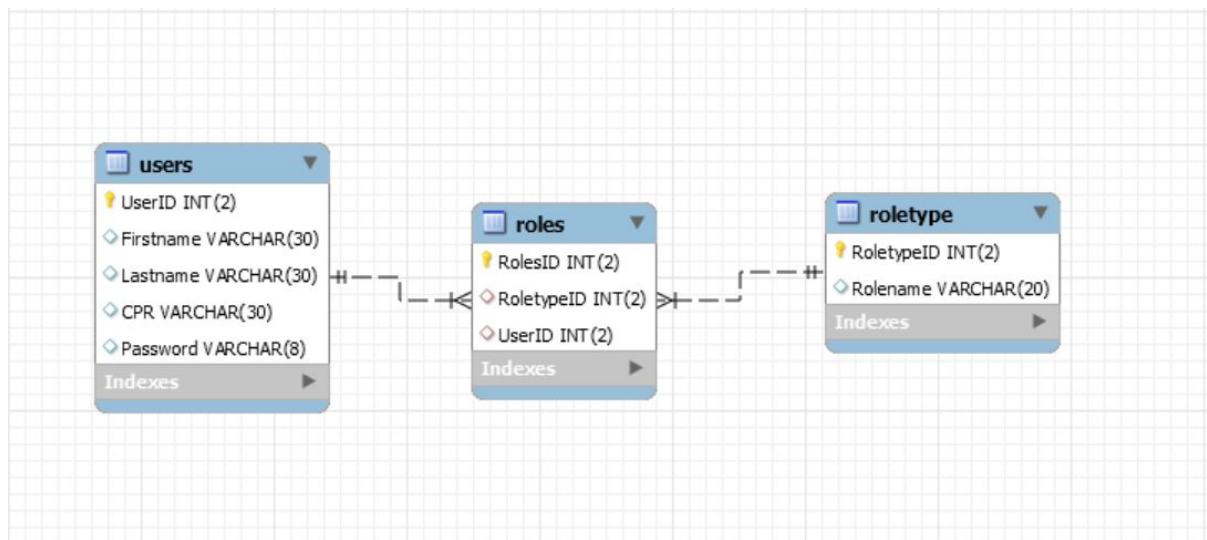 users
UserID INT(2)
Firstname VARCHAR(30)
Lastname VARCHAR(30)
CPR VARCHAR(30)
Password VARCHAR(8)
Indexes
roles
RolesID INT(2)
RoletypeID INT(2)
UserID INT(2)
Indexes
roletype
RoletypeID INT(2)
Rolename VARCHAR(20)
Indexes